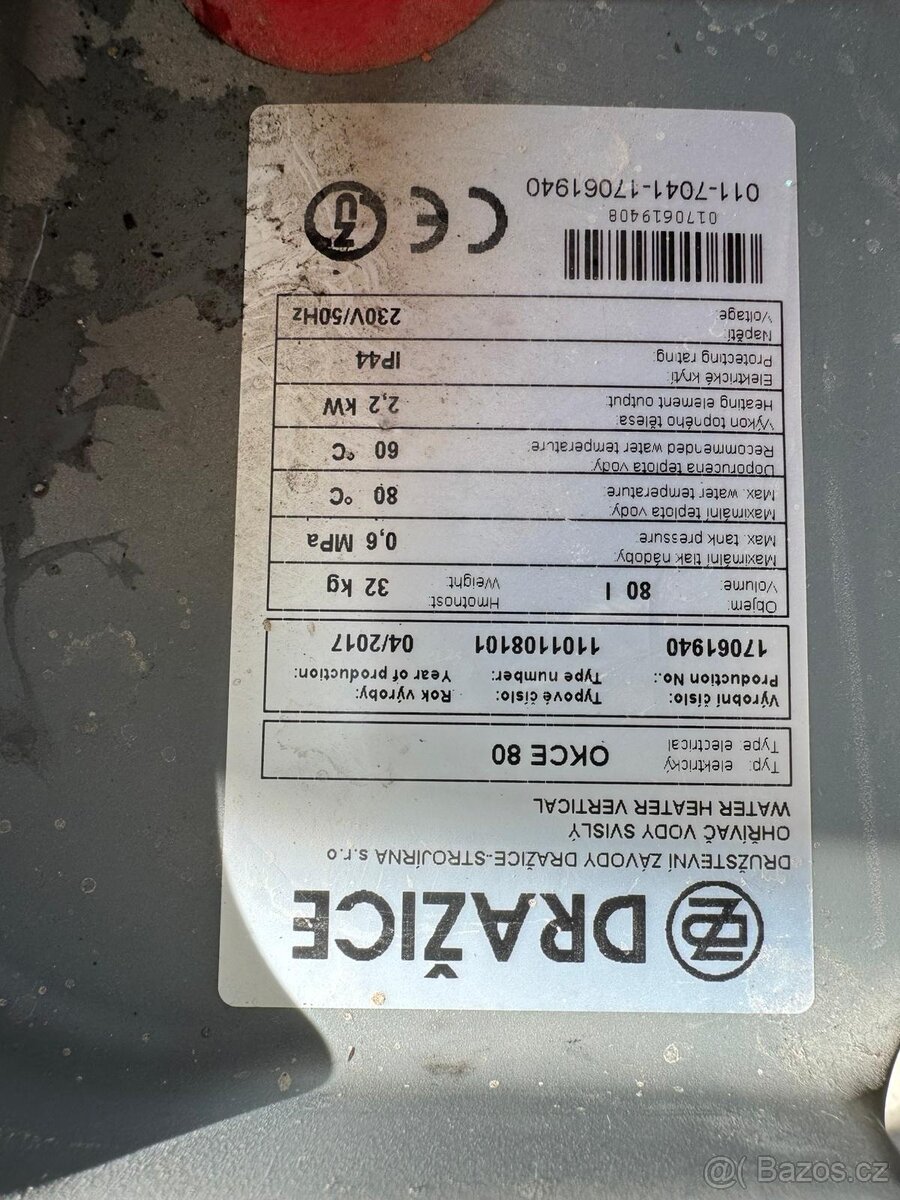 DZ DRAŽICE
DRUŽSTEVNÍ ZÁVODY DRAŽICE-STROJÍRNA s.r.o
OHŘÍVAČ VODY SVISLÝ
WATER HEATER VERTICAL
Typ: elektrický
Type: electrical
OKCE 80
Výrobní číslo: Typové číslo: Rok výroby:
Production No.: Type number: Year of production:
17061940 1101108101 04/2017
Objem: Hmotnost:
Volume: 80 l Weight: 32 kg
Maximální tlak nádoby:
Max. tank pressure: 0,6 MPa
Maximální teplota vody:
Max. water temperature: 80 °C
Doporucena teplota vody:
Recommended water temperature: 60 °C
Výkon topného tělesa:
Heating element output: 2,2 kW
Elektrické krytí:
Protecting rating: IP44
Napětí:
Voltage: 230V/50Hz
0170619408
011-7041-17061940
CE
@( Bazos.cz